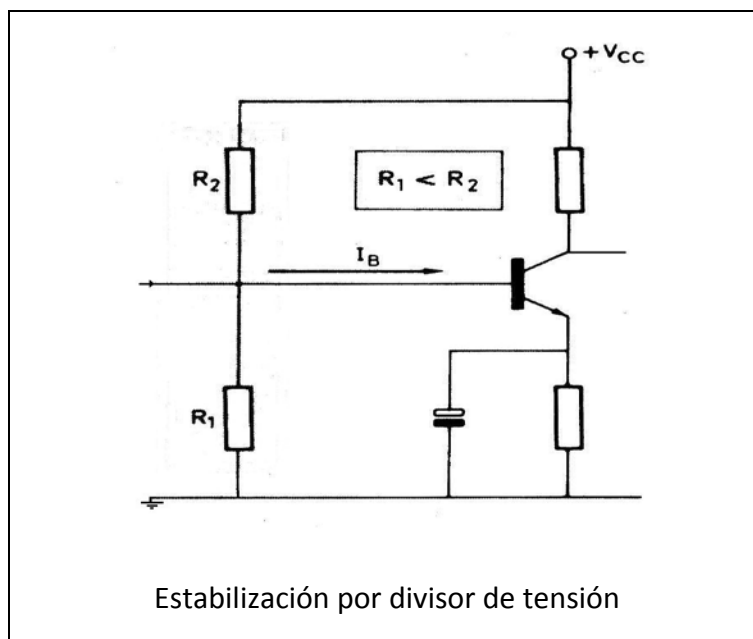 +VCC
R2
R1 < R2
IB
R1
Estabilización por divisor de tensión